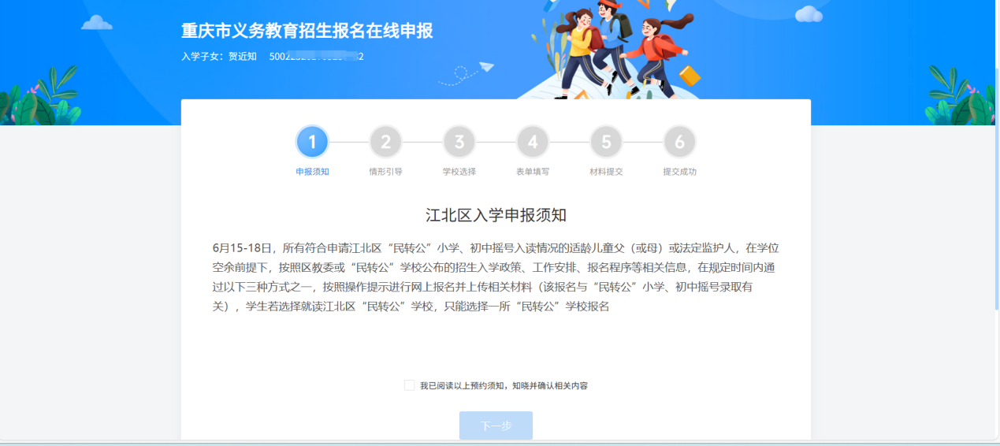 重庆市义务教育招生报名在线申报
入学子女：贺近知
1
2
3
4
5
6
申报须知
情形引导
学校选择
表单填写
材料提交
提交成功
江北区入学申报须知
6月15-18日，所有符合申请江北区“民转公”小学、初中摇号入读情况的适龄儿童父（或母）或法定监护人，在学位
空余前提下，按照区教委或“民转公”学校公布的招生入学政策、工作安排、报名程序等相关信息，在规定时间内通
过以下三种方式之一，按照操作提示进行网上报名并上传相关材料（该报名与“民转公”小学、初中摇号录取有
关），学生若选择就读江北区“民转公”学校，只能选择一所“民转公”学校报名
我已阅读以上预约须知，知晓并确认相关内容
下一步